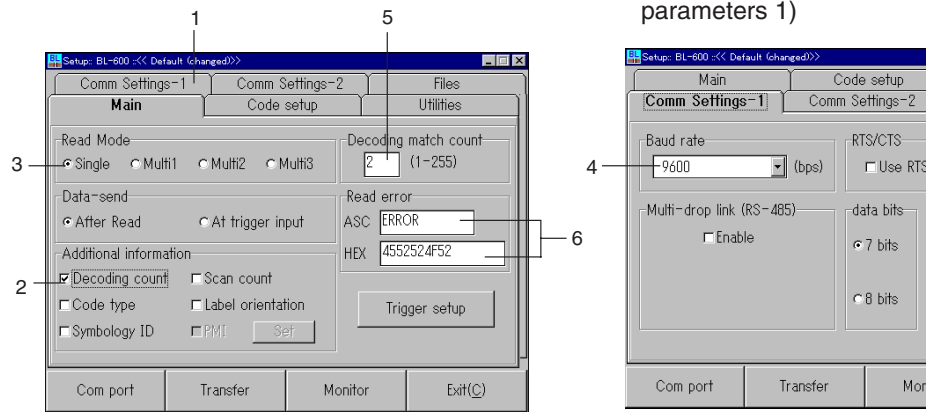 parameters 1)
1
5
BL Setup:: BL-600 ::<< Default (changed)>>
Comm Settings-1 Comm Settings-2 Files
Main Code setup Utilities
Read Mode
3 Single Multi1 Multi2 Multi3
Decoding match count
2 (1-255)
Data-send
After Read At trigger input
Read error
ASC ERROR
HEX 4552524F52
6
Additional information
2 Decoding count Scan count
Code type Label orientation
Symbology ID PMI Set
Trigger setup
Com port Transfer Monitor Exit(C)
BL Setup:: BL-600 ::<< Default (changed)>>
Main Code setup
Comm Settings-1 Comm Settings-2
Baud rate
4 -9600 (bps)
RTS/CTS
Use RTS
Multi-drop link (RS-485)
Enable
data bits
7 bits
8 bits
Com port Transfer Mon